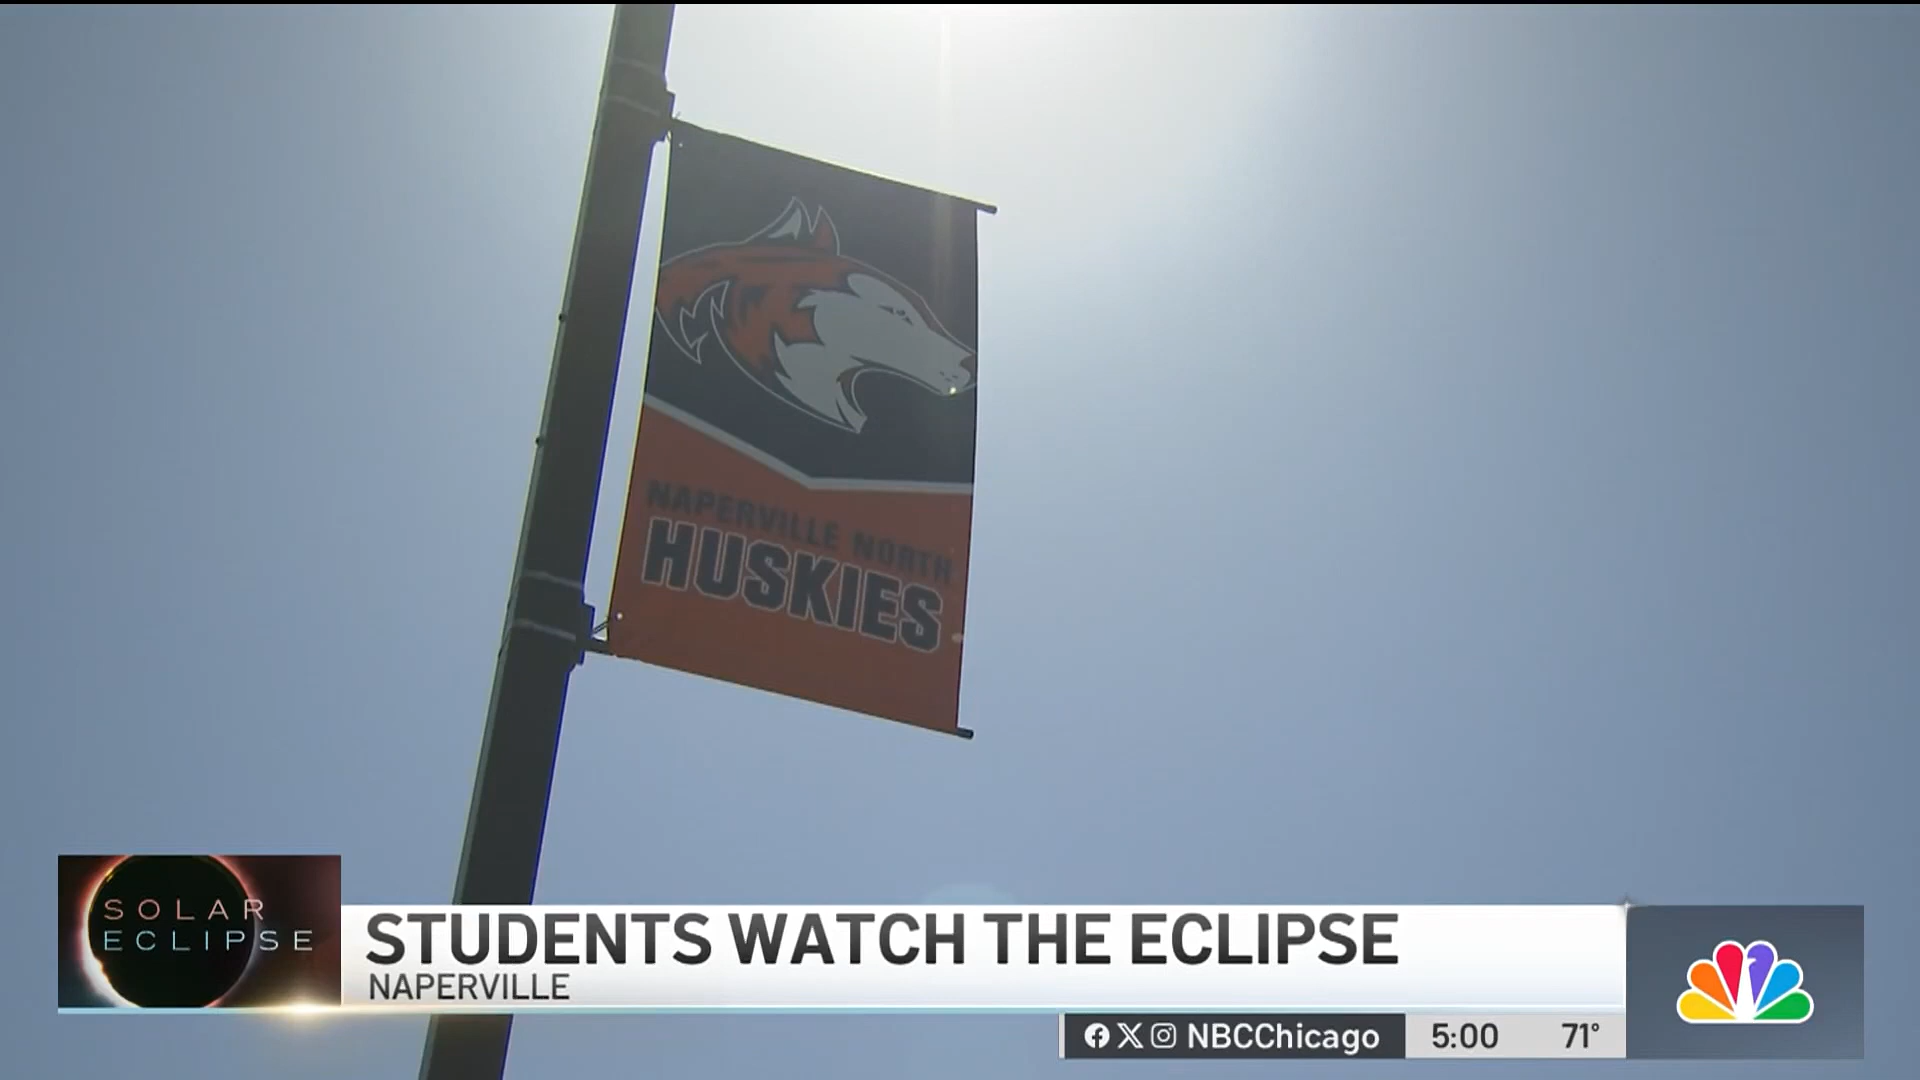 NAPERVILLE NORTH
HUSKIES
SOLAR
ECLIPSE
STUDENTS WATCH THE ECLIPSE
NAPERVILLE
NBCChicago
5:00
71°